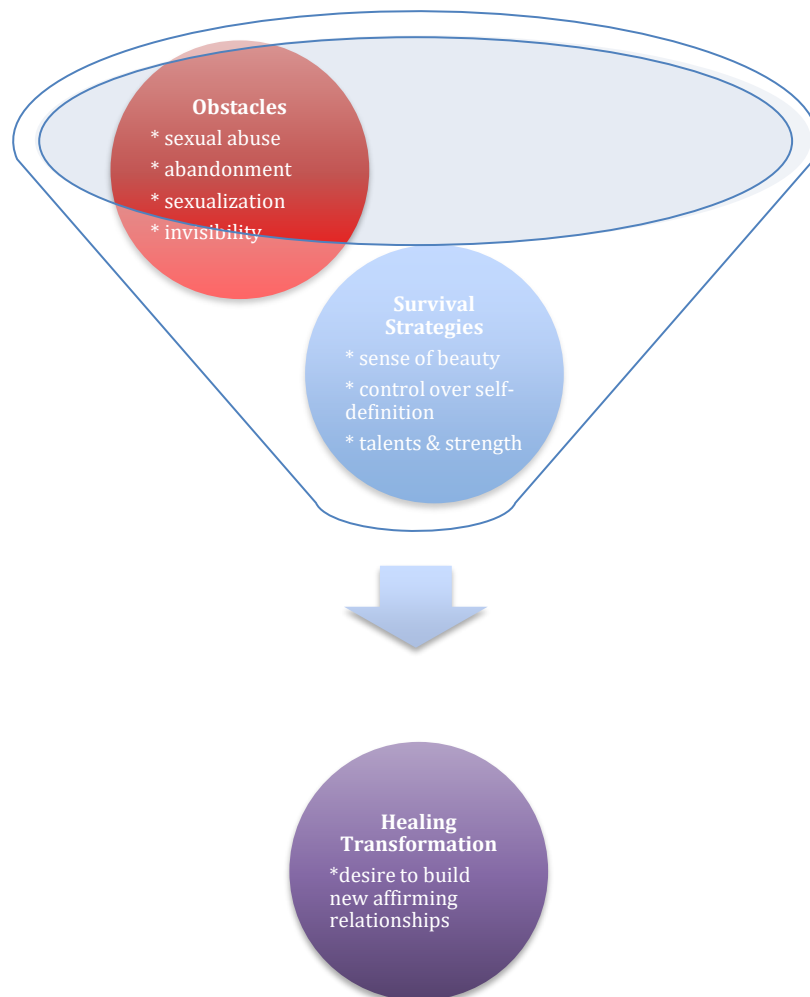 Obstacles
* sexual abuse
* abandonment
* sexualization
* invisibility
Survival
Strategies
* sense of beauty
* control over self-
definition
* talents & strength
Healing
Transformation
*desire to build
new affirming
relationships